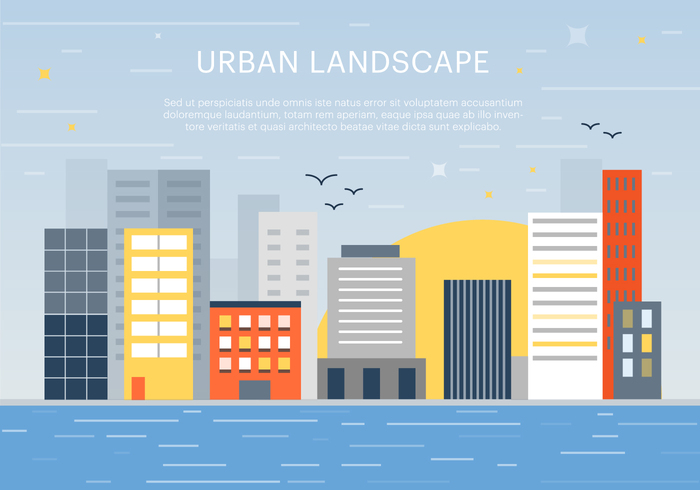 URBAN LANDSCAPE
Sed ut perspiciatis unde omnis iste natus error sit voluptatem accusantium
doloremque laudantium, totam rem aperiam, eaque ipsa quae ab illo inven-
tore veritatis et quasi architecto beatae vitae dicta sunt explicabo.